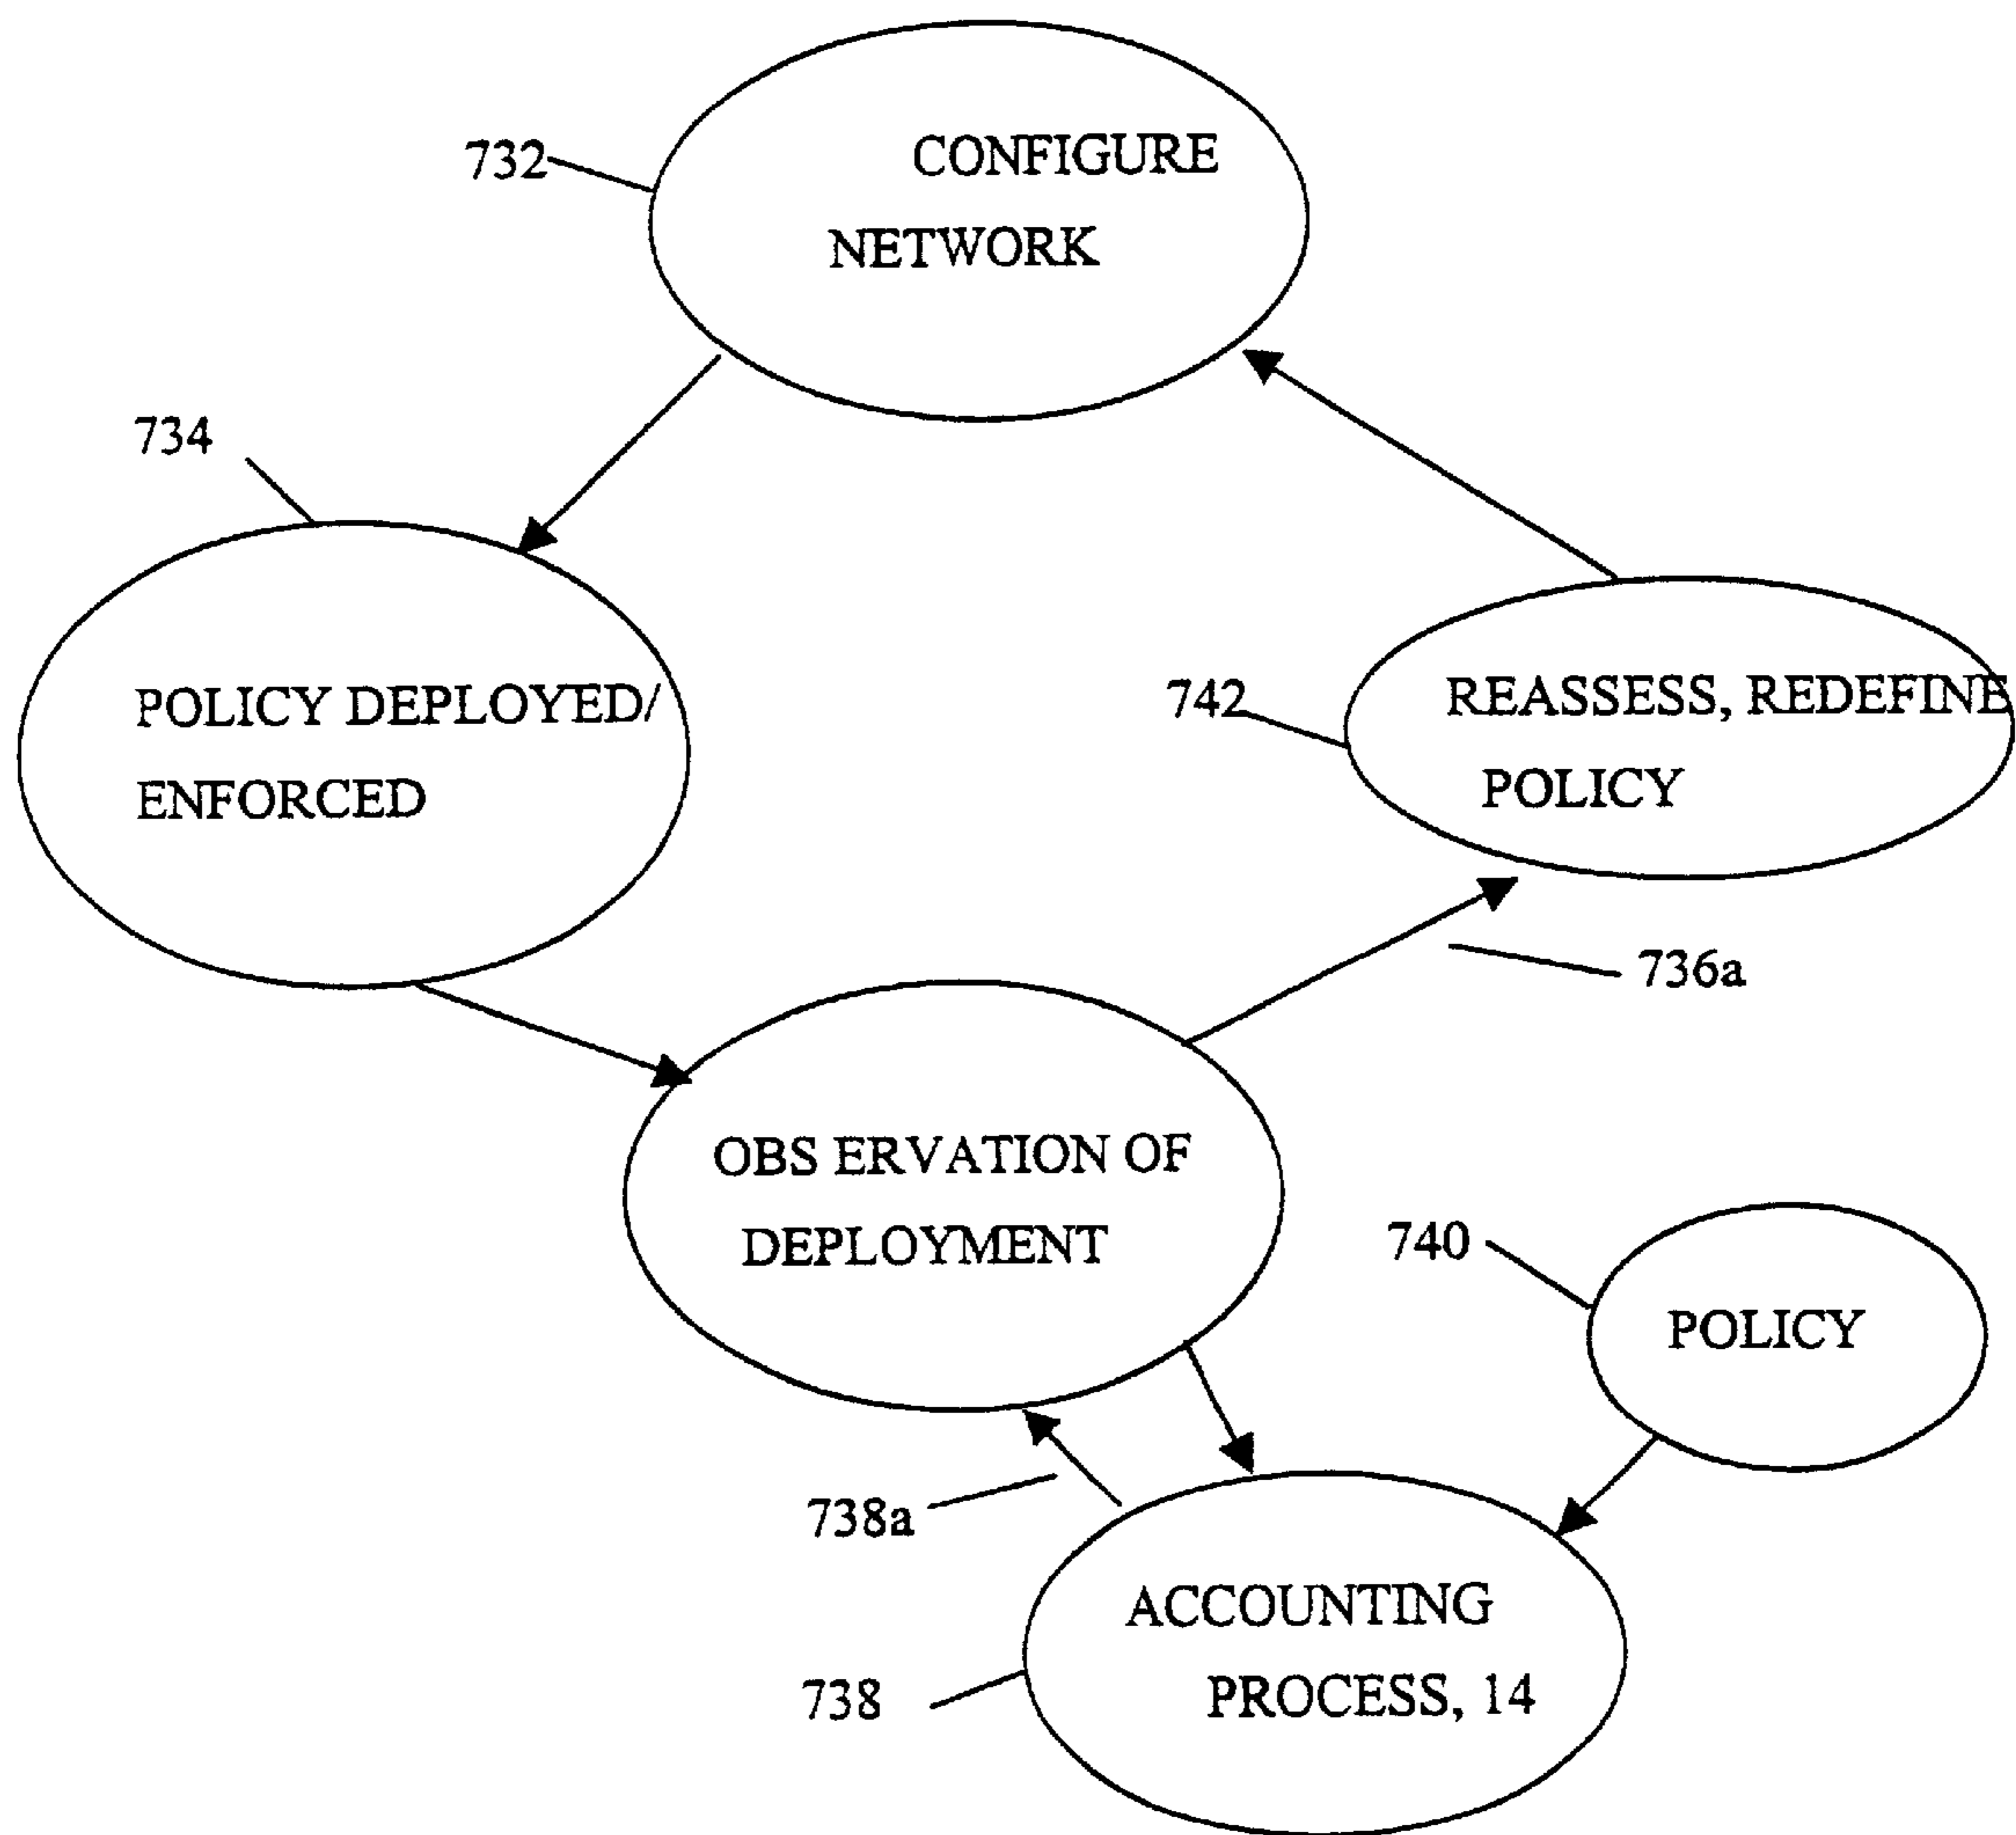 732
CONFIGURE
NETWORK
734
POLICY DEPLOYED/
ENFORCED
742
REASSESS, REDEFINE
POLICY
736a
OBS ERVATION OF
DEPLOYMENT
740
POLICY
738a
ACCOUNTING
PROCESS, 14
738